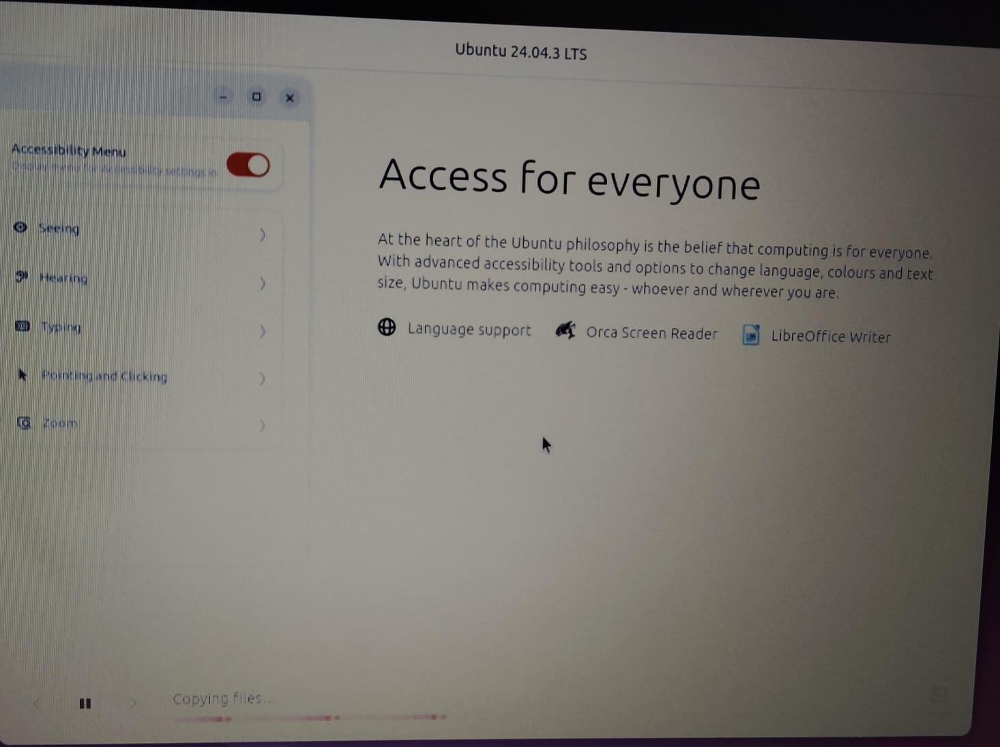 Ubuntu 24.04.3 LTS
Accessibility Menu
Display menu for Accessibility settings in
Seeing
Hearing
Typing
Pointing and Clicking
Zoom
Access for everyone
At the heart of the Ubuntu philosophy is the belief that computing is for everyone.
With advanced accessibility tools and options to change language, colours and text
size, Ubuntu makes computing easy - whoever and wherever you are.
Language support
Orca Screen Reader
LibreOffice Writer
Copying files...